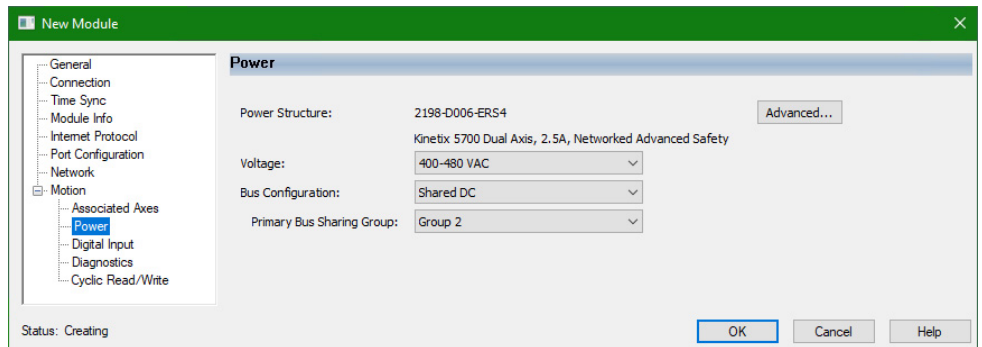 New Module
General
Connection
Time Sync
Module Info
Internet Protocol
Port Configuration
Network
Motion
Associated Axes
Power
Digital Input
Diagnostics
Cyclic Read/Write
Power
Power Structure: 2198-D006-ERS4 Advanced...
Kinetix 5700 Dual Axis, 2.5A, Networked Advanced Safety
Voltage: 400-480 VAC
Bus Configuration: Shared DC
Primary Bus Sharing Group: Group 2
Status: Creating
OK Cancel Help